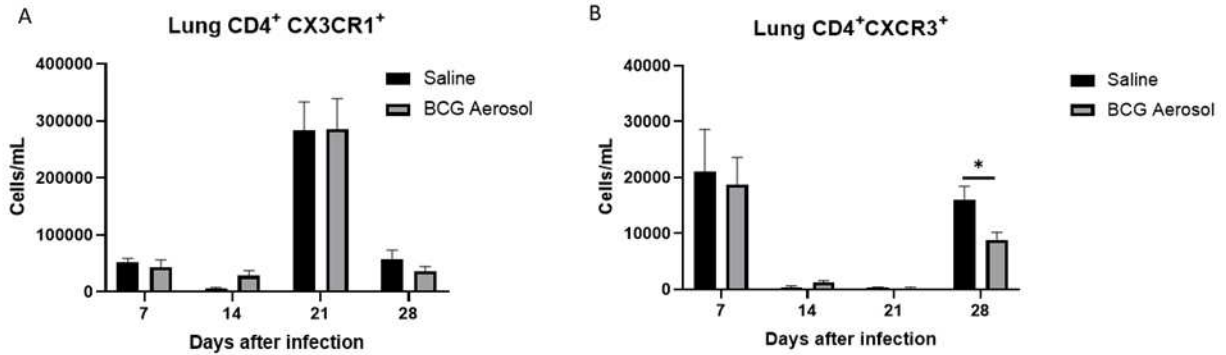 A
Lung CD4⁺ CX3CR1⁺
400000
300000
200000
100000
0
Cells/mL
7 14 21 28
Days after infection
Saline
BCG Aerosol
B
Lung CD4⁺CXCR3⁺
40000
30000
20000
10000
0
Cells/mL
*
7 14 21 28
Days after infection
Saline
BCG Aerosol